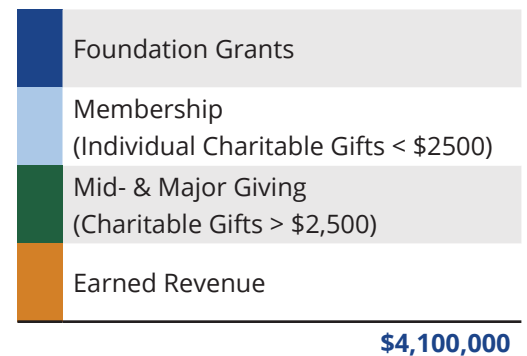 Foundation Grants
Membership
(Individual Charitable Gifts < $2500)
Mid- & Major Giving
(Charitable Gifts > $2,500)
Earned Revenue
$4,100,000